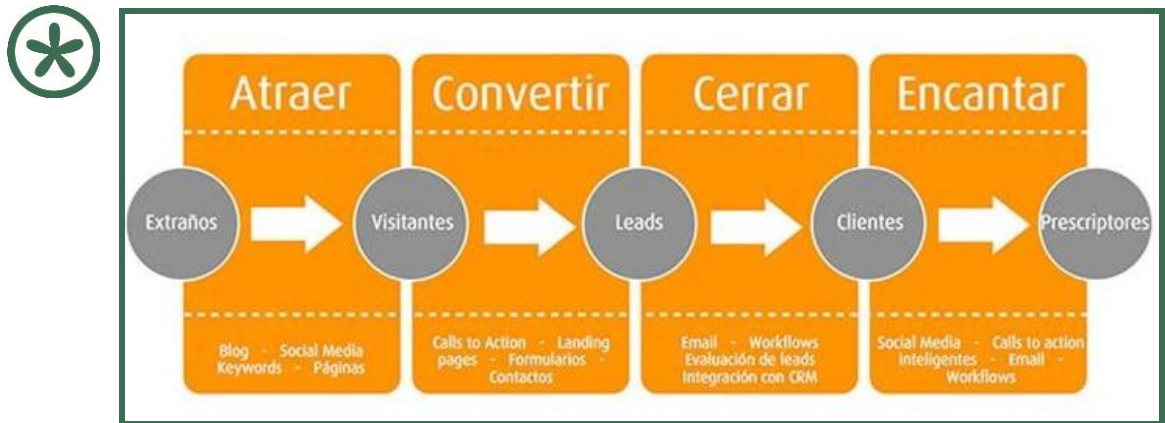 Atraer
Convertir
Cerrar
Encantar
Extraños
Visitantes
Leads
Clientes
Prescriptores
Blog - Social Media
Keywords - Páginas
Calls to Action - Landing
pages - Formularios -
Contactos
Email - Workflows
Evaluación de leads
Integración con CRM
Social Media - Calls to action
inteligentes - Email -
Workflows